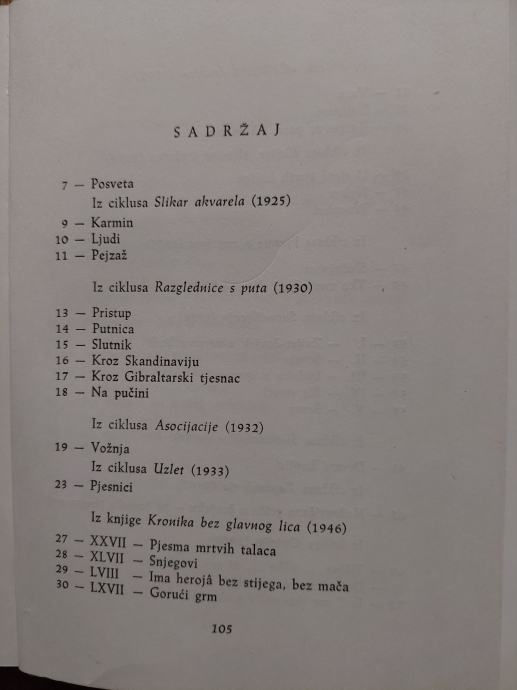 SADRŽAJ
7 — Posveta
Iz ciklusa Slikar akvarela (1925)
9 — Karmin
10 — Ljudi
11 — Pejzaž
Iz ciklusa Razglednice s puta (1930)
13 — Pristup
14 — Putnica
15 — Slutnik
16 — Kroz Skandinaviju
17 — Kroz Gibraltarski tjesnac
18 — Na pučini
Iz ciklusa Asocijacije (1932)
19 — Vožnja
Iz ciklusa Uzlet (1933)
23 — Pjesnici
Iz knjige Kronika bez glavnog lica (1946)
27 — XXVII — Pjesma mrtvih talaca
28 — XLVII — Snjegovi
29 — LVIII — Ima herojâ bez stijega, bez mača
30 — LXVII — Gorući grm
105